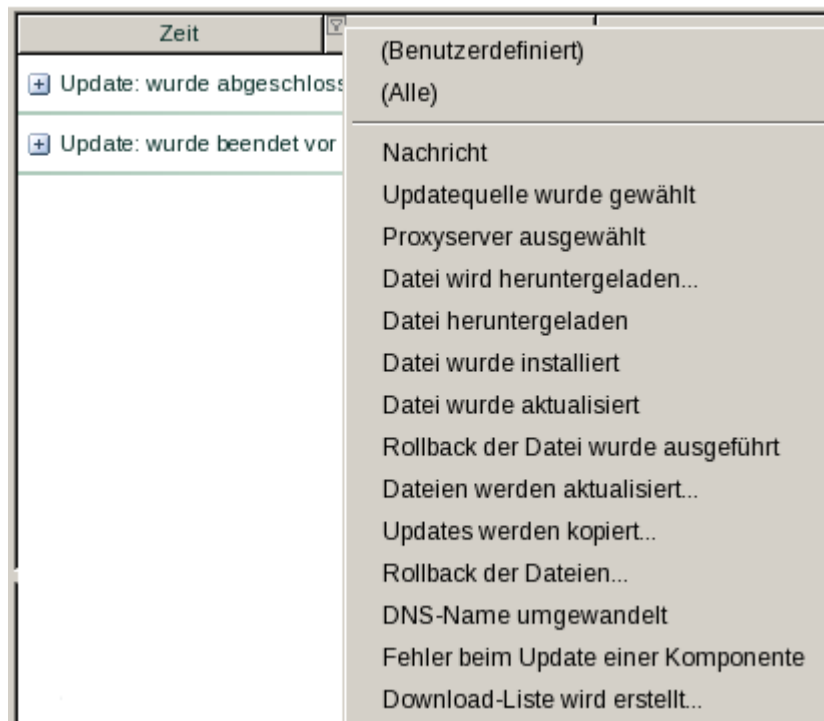 Zeit
(Benutzerdefiniert)
(Alle)
Update: wurde abgeschloss
Update: wurde beendet vor
Nachricht
Updatequelle wurde gewählt
Proxyserver ausgewählt
Datei wird heruntergeladen...
Datei heruntergeladen
Datei wurde installiert
Datei wurde aktualisiert
Rollback der Datei wurde ausgeführt
Dateien werden aktualisiert...
Updates werden kopiert...
Rollback der Dateien...
DNS-Name umgewandelt
Fehler beim Update einer Komponente
Download-Liste wird erstellt...